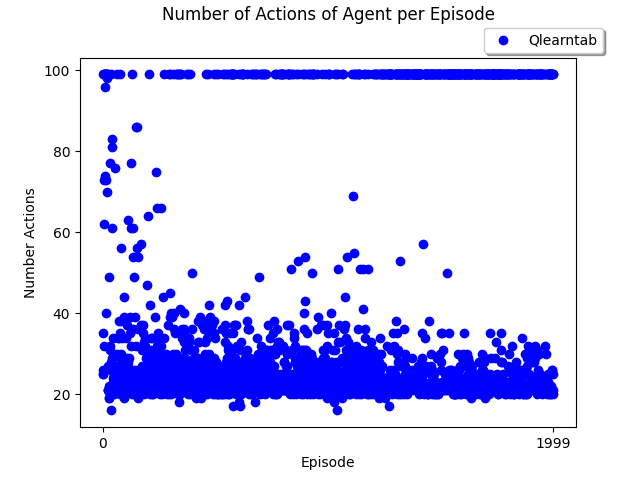 Number of Actions of Agent per Episode
Qlearntab
100
80
60
40
20
Number Actions
0
1999
Episode